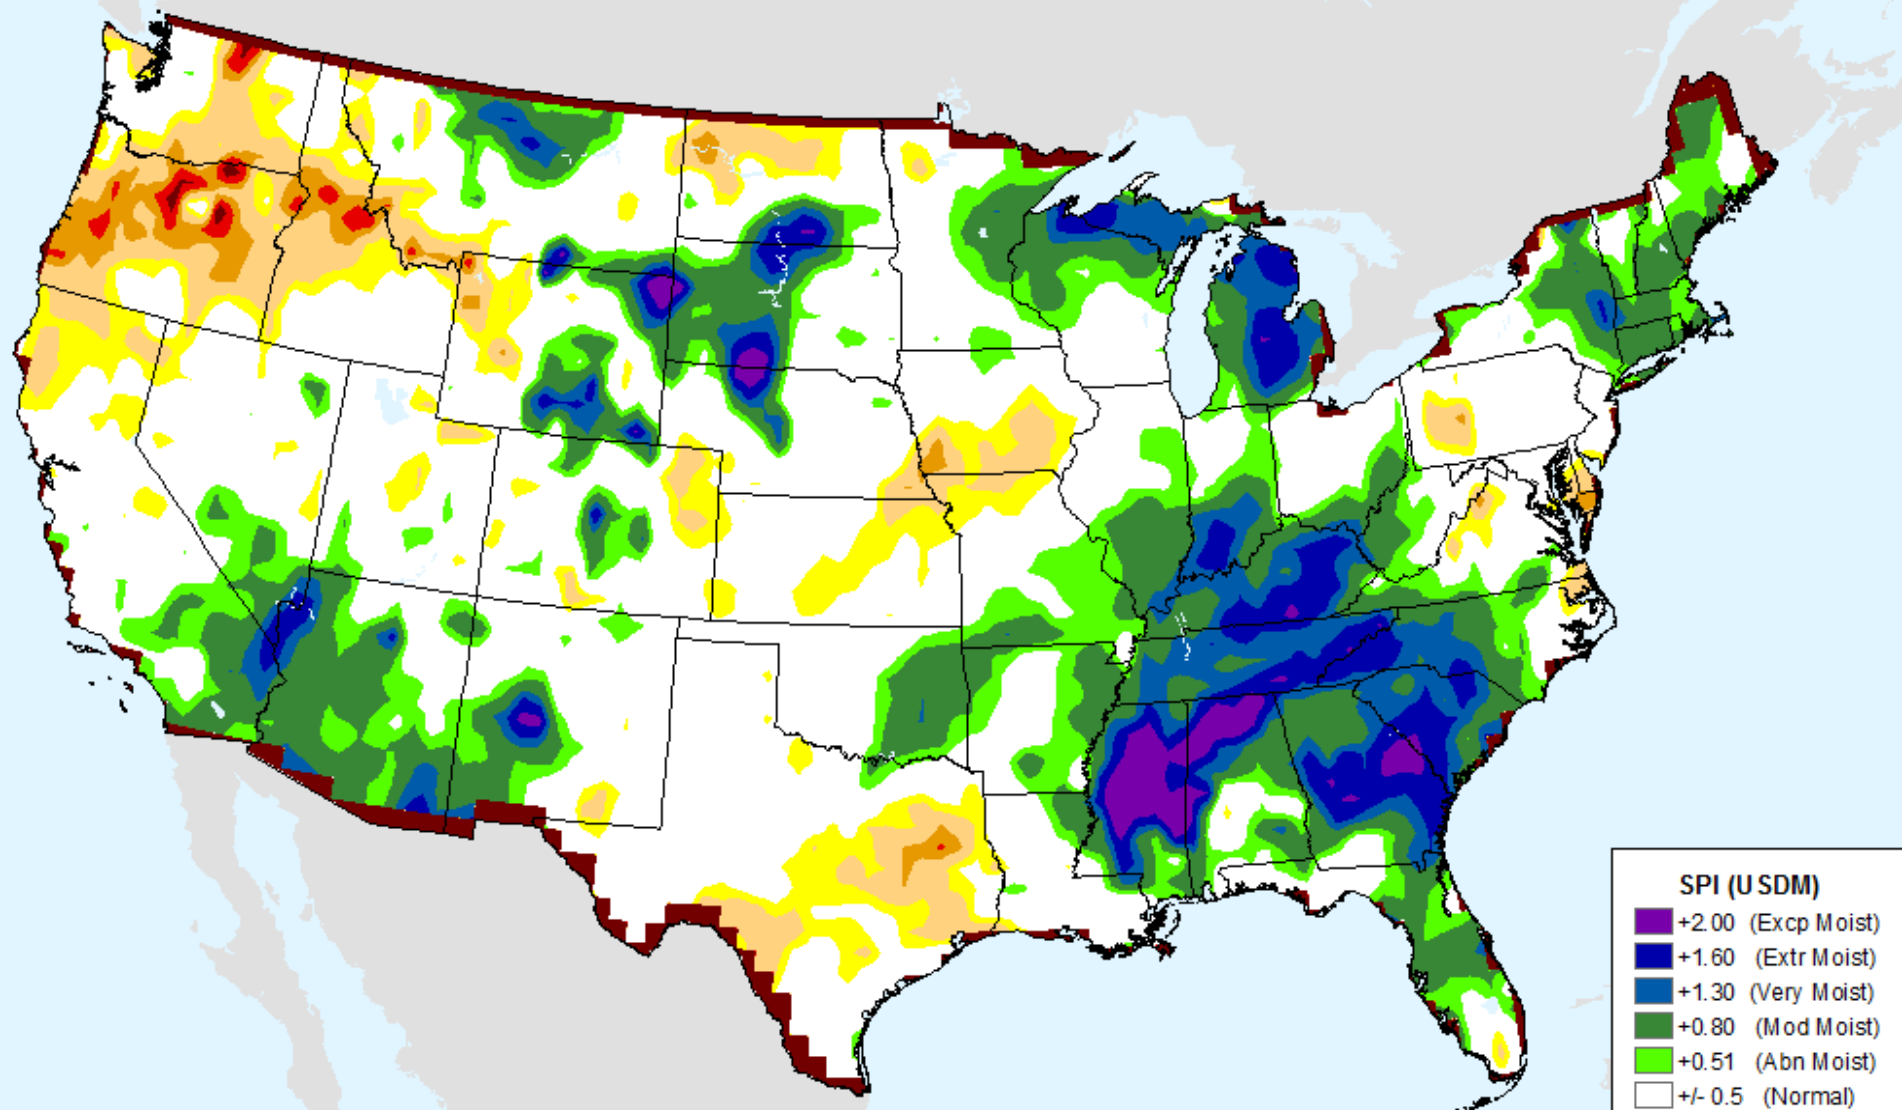 SPI (USDM)
+2.00 (Excp Moist)
+1.60 (Extr Moist)
+1.30 (Very Moist)
+0.80 (Mod Moist)
+0.51 (Abn Moist)
+/- 0.5 (Normal)